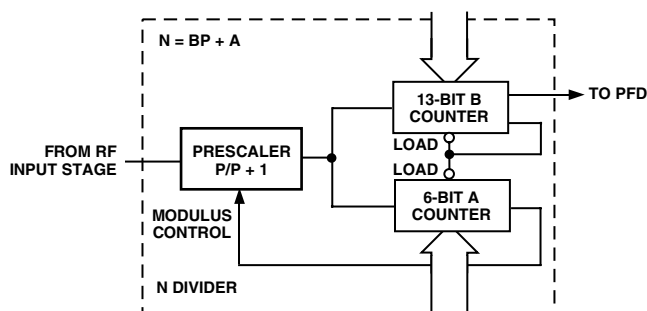 N = BP + A
13-BIT B
COUNTER
TO PFD
FROM RF
INPUT STAGE
PRESCALER
P/P + 1
LOAD
LOAD
6-BIT A
COUNTER
MODULUS
CONTROL
N DIVIDER